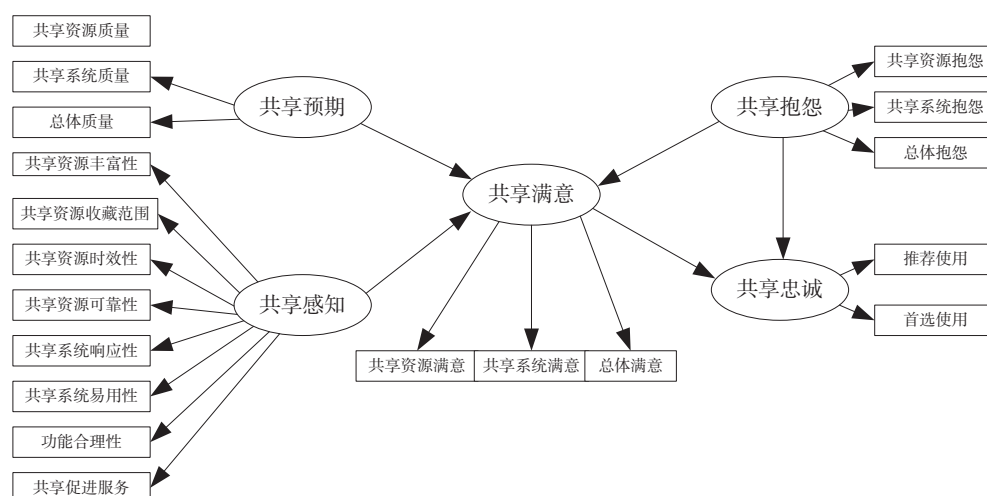 共享资源质量
共享系统质量
总体质量
共享资源丰富性
共享资源收藏范围
共享资源时效性
共享资源可靠性
共享系统响应性
共享系统易用性
功能合理性
共享促进服务
共享预期
共享感知
共享满意
共享资源满意
共享系统满意
总体满意
共享抱怨
共享忠诚
共享资源抱怨
共享系统抱怨
总体抱怨
推荐使用
首选使用